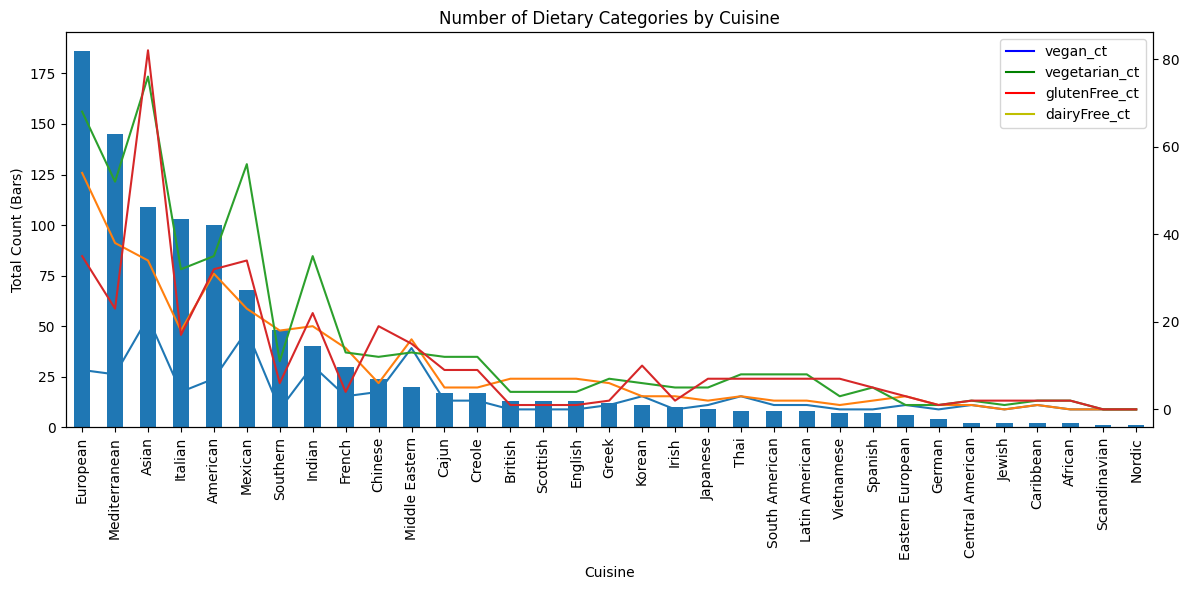 Number of Dietary Categories by Cuisine
vegan_ct
vegetarian_ct
glutenFree_ct
dairyFree_ct
Total Count (Bars)
175
150
125
100
75
50
25
0
80
60
40
20
0
European
Mediterranean
Asian
Italian
American
Mexican
Southern
Indian
French
Chinese
Middle Eastern
Cajun
Creole
British
Scottish
English
Greek
Korean
Irish
Japanese
Thai
South American
Latin American
Vietnamese
Spanish
Eastern European
German
Central American
Jewish
Caribbean
African
Scandinavian
Nordic
Cuisine